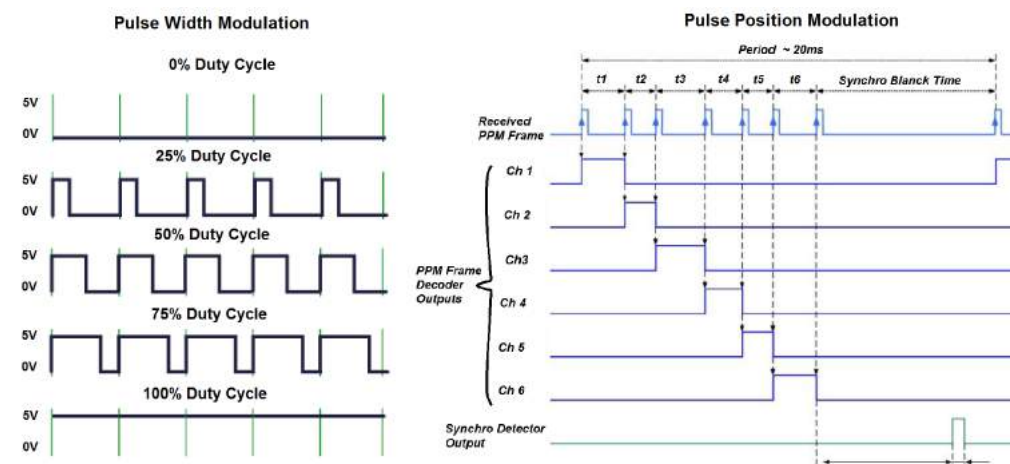 Pulse Width Modulation
0% Duty Cycle
5V
0V
25% Duty Cycle
5V
0V
50% Duty Cycle
5V
0V
75% Duty Cycle
5V
0V
100% Duty Cycle
5V
0V
Pulse Position Modulation
Period ~ 20ms
t1 t2 t3 t4 t5 t6 Synchro Blanck Time
Received
PPM Frame
Ch 1
Ch 2
Ch3
PPM Frame
Decoder
Outputs
Ch 4
Ch 5
Ch 6
Synchro Detector
Output